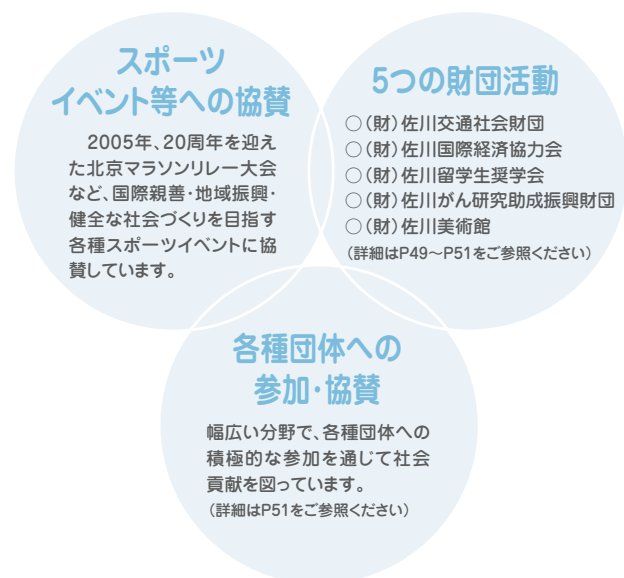 スポーツ
イベント等への協賛
2005年、20周年を迎え
た北京マラソンリレー大会
など、国際親善・地域振興・
健全な社会づくりを目指す
各種スポーツイベントに協
賛しています。
5つの財団活動
○（財）佐川交通社会財団
○（財）佐川国際経済協力会
○（財）佐川留学生奨学会
○（財）佐川がん研究助成振興財団
○（財）佐川美術館
（詳細はP49〜P51をご参照ください）
各種団体への
参加・協賛
幅広い分野で、各種団体への
積極的な参加を通じて社会
貢献を図っています。
（詳細はP51をご参照ください）